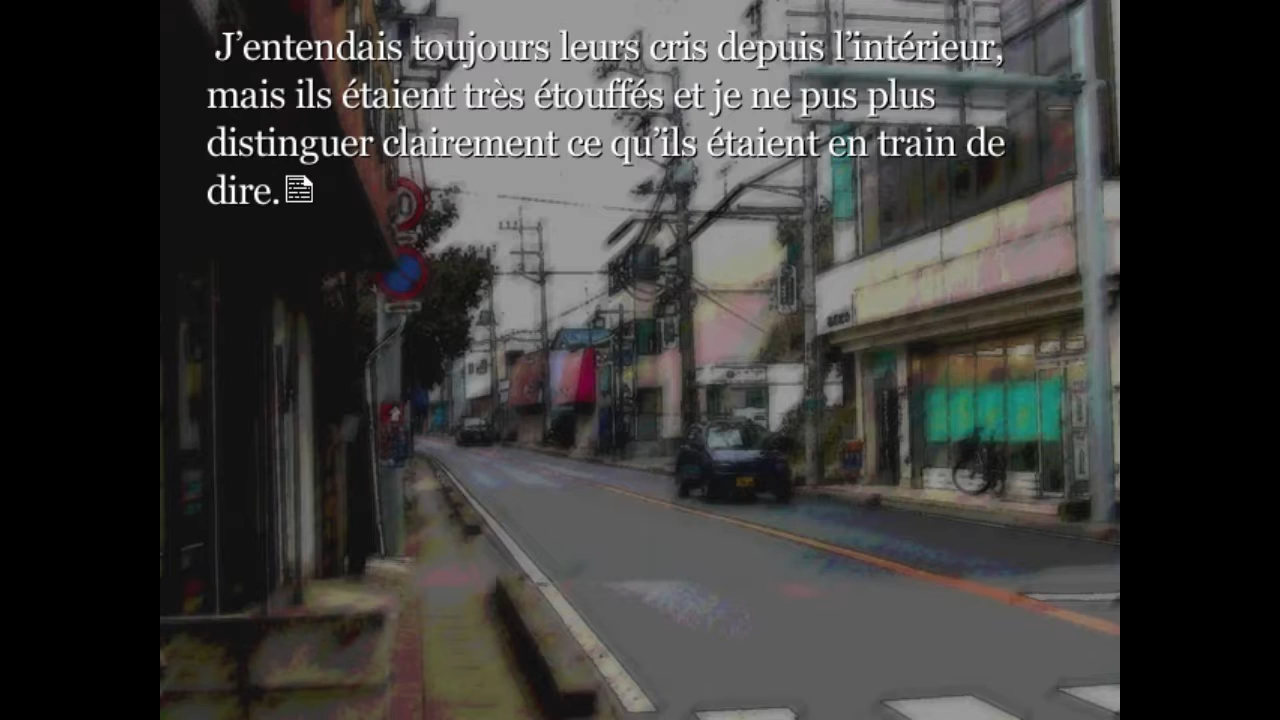 J’entendais toujours leurs cris depuis l’intérieur,
mais ils étaient très étouffés et je ne pus plus
distinguer clairement ce qu’ils étaient en train de
dire.